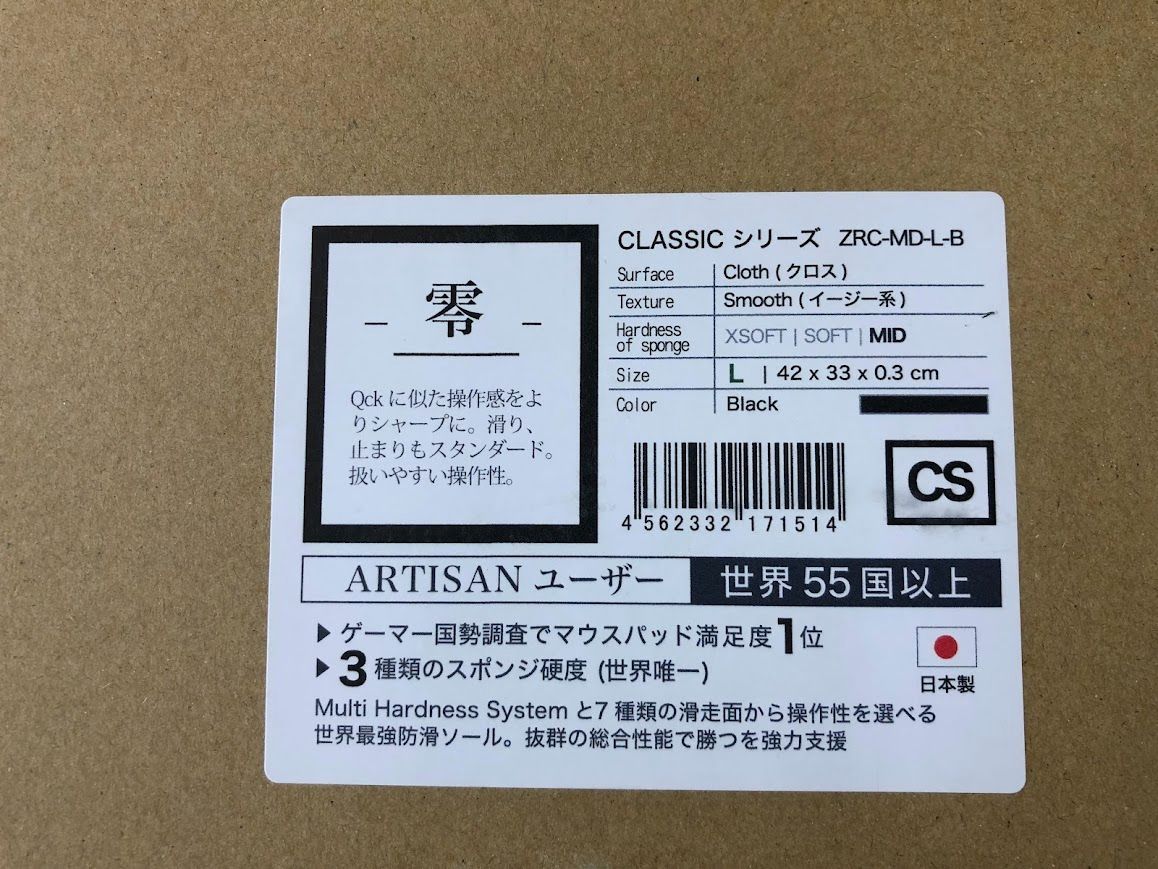 零
Qck に似た操作感をよ
りシャープに。滑り、
止まりもスタンダード。
扱いやすい操作性。
CLASSIC シリーズ ZRC-MD-L-B
Surface Cloth ( クロス )
Texture Smooth ( イージー系 )
Hardness of sponge XSOFT | SOFT | MID
Size L | 42 x 33 x 0.3 cm
Color Black
4 562332 171514
CS
ARTISAN ユーザー 世界 55 国以上
▶ ゲーマー国勢調査でマウスパッド満足度1位
▶ 3種類のスポンジ硬度 (世界唯一)
日本製
Multi Hardness System と7 種類の滑走面から操作性を選べる
世界最強防滑ソール。抜群の総合性能で勝つを強力支援